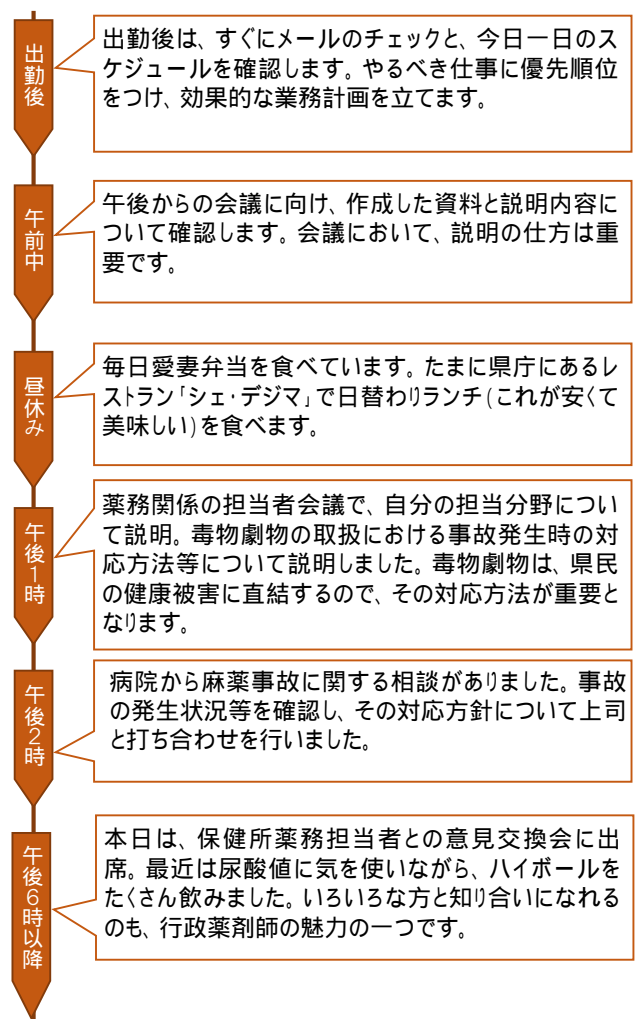 出勤後
出勤後は、すぐにメールのチェックと、今日一日のス
ケジュールを確認します。やるべき仕事に優先順位
をつけ、効果的な業務計画を立てます。
午前中
午後からの会議に向け、作成した資料と説明内容に
ついて確認します。会議において、説明の仕方は重
要です。
昼休み
毎日愛妻弁当を食べています。たまに県庁にあるレ
ストラン「シェ・デジマ」で日替わりランチ(これが安くて
美味しい)を食べます。
午後1時
薬務関係の担当者会議で、自分の担当分野につい
て説明。毒物劇物の取扱における事故発生時の対
応方法等について説明しました。毒物劇物は、県民
の健康被害に直結するので、その対応方法が重要と
なります。
午後2時
病院から麻薬事故に関する相談がありました。事故
の発生状況等を確認し、その対応方針について上司
と打ち合わせを行いました。
午後6時以降
本日は、保健所薬務担当者との意見交換会に出
席。最近は尿酸値に気を使いながら、ハイボールを
たくさん飲みました。いろいろな方と知り合いになれる
のも、行政薬剤師の魅力の一つです。